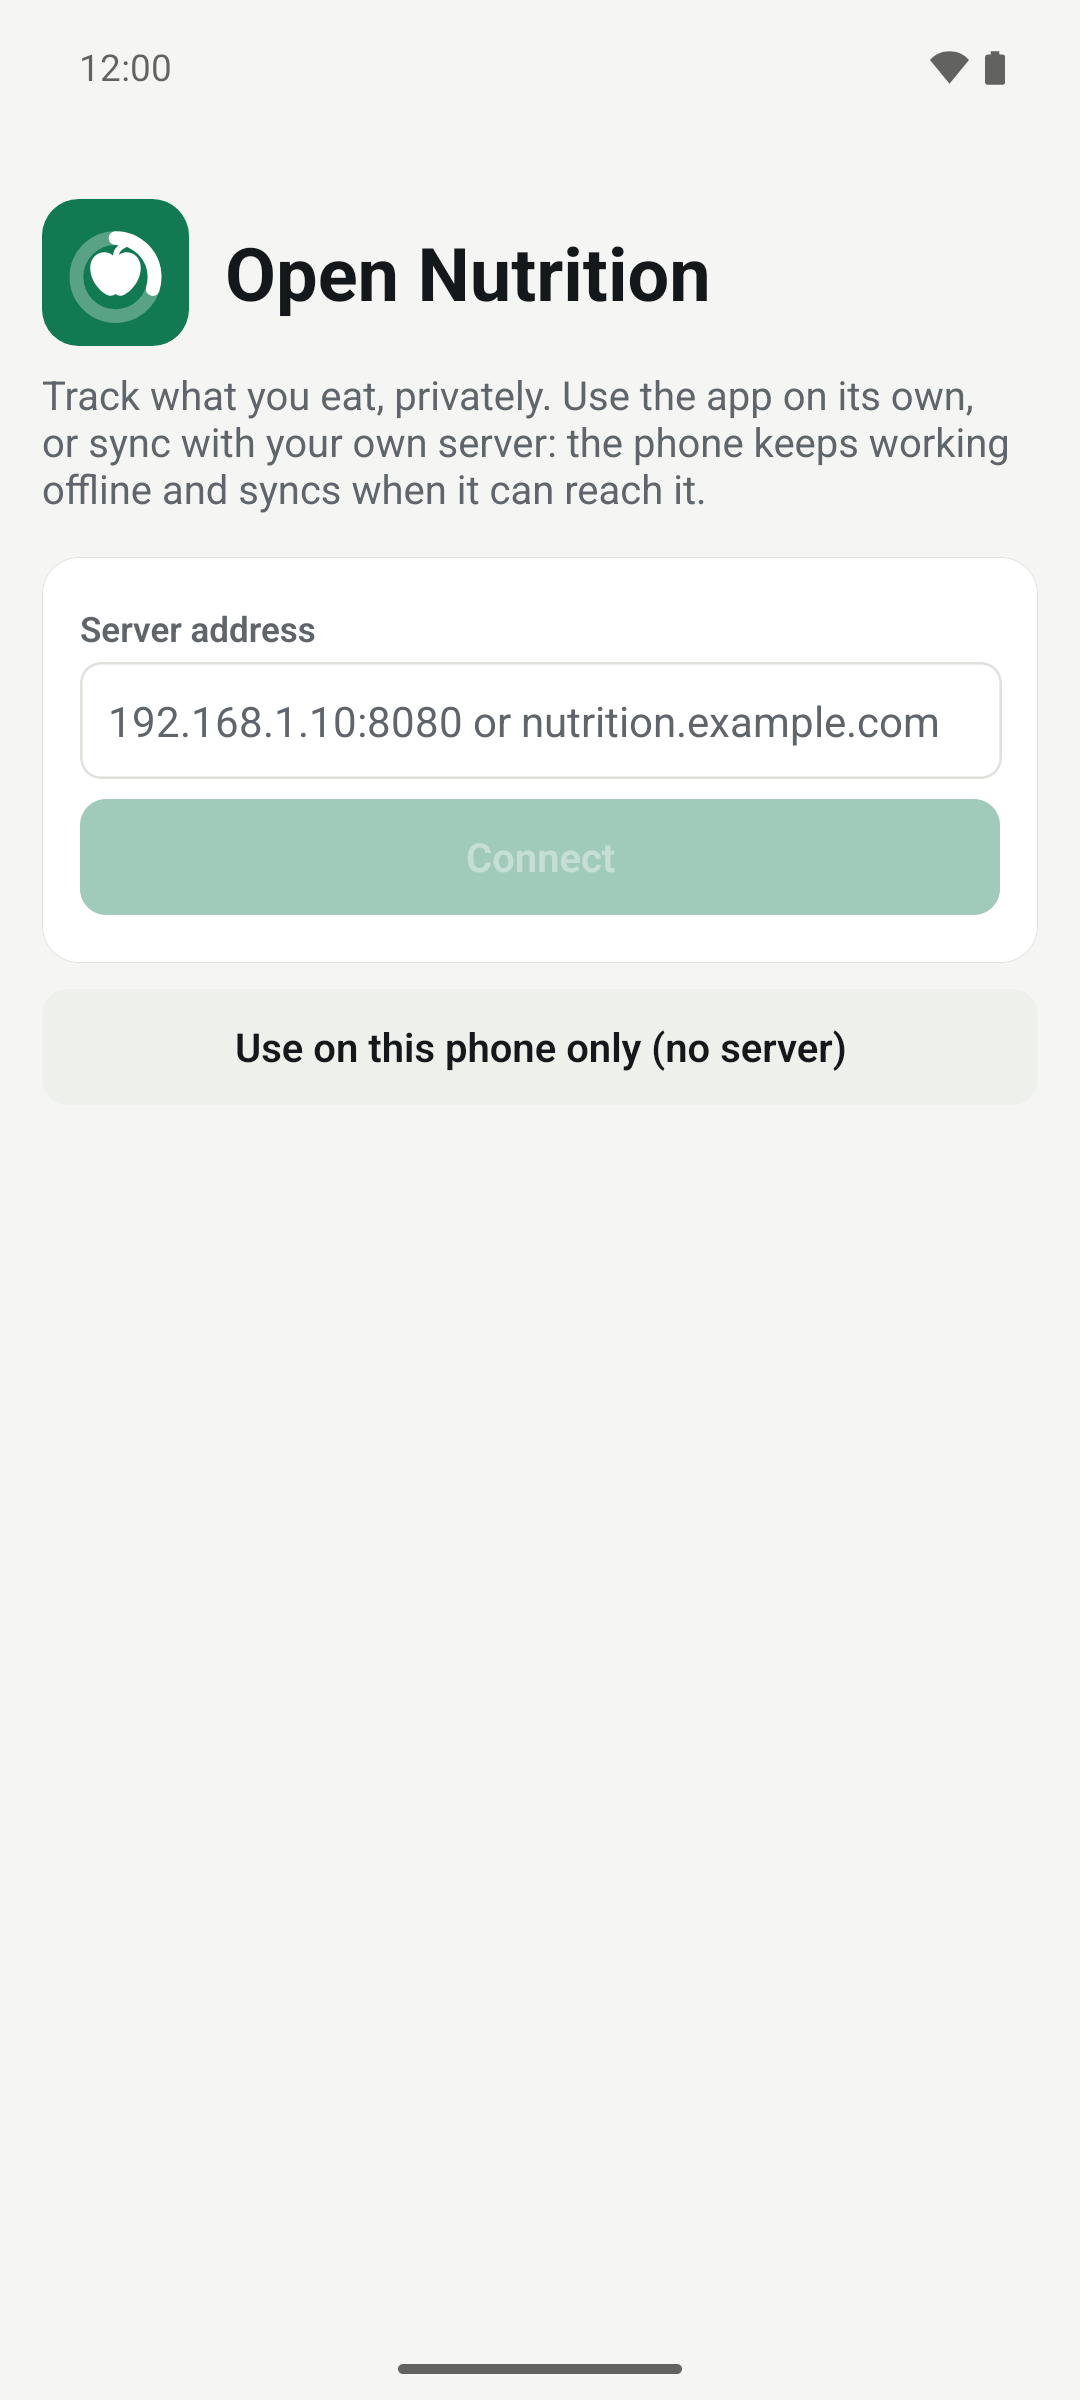 12:00
Open Nutrition
Track what you eat, privately. Use the app on its own,
or sync with your own server: the phone keeps working
offline and syncs when it can reach it.
Server address
192.168.1.10:8080 or nutrition.example.com
Connect
Use on this phone only (no server)